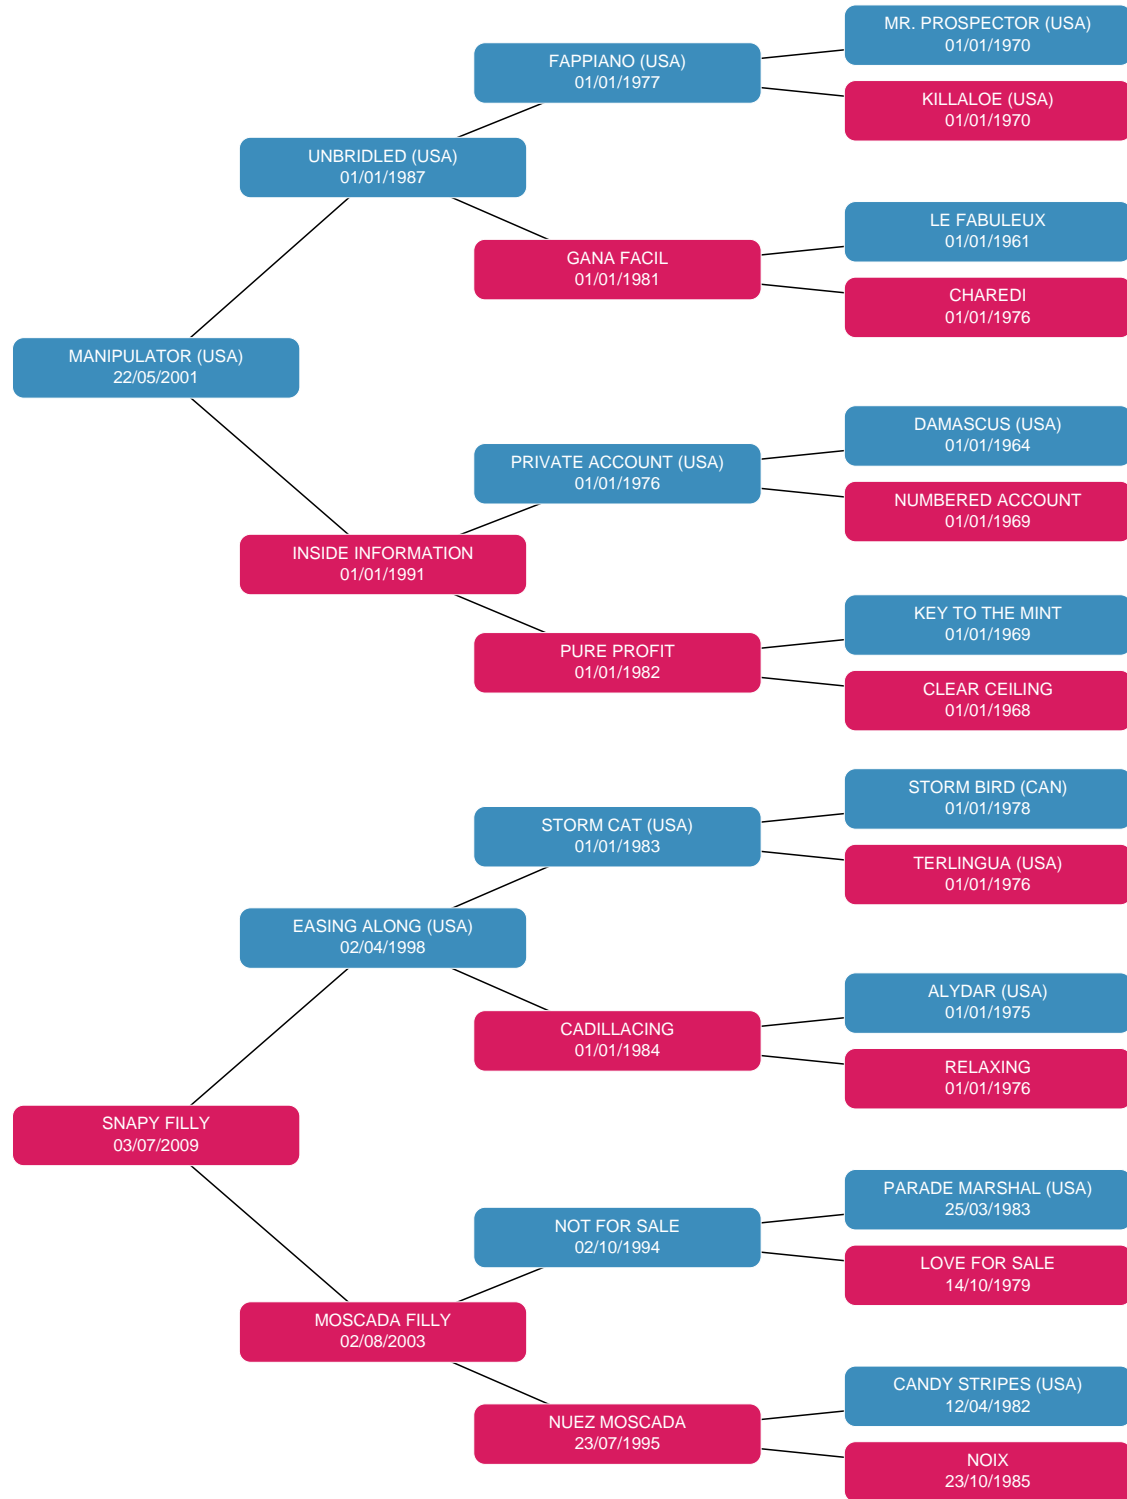 MR. PROSPECTOR (USA)
01/01/1970
FAPPIANO (USA)
01/01/1977
KILLALOE (USA)
01/01/1970
UNBRIDLED (USA)
01/01/1987
LE FABULEUX
01/01/1961
GANA FACIL
01/01/1981
CHAREDI
01/01/1976
MANIPULATOR (USA)
22/05/2001
DAMASCUS (USA)
01/01/1964
PRIVATE ACCOUNT (USA)
01/01/1976
NUMBERED ACCOUNT
01/01/1969
INSIDE INFORMATION
01/01/1991
KEY TO THE MINT
01/01/1969
PURE PROFIT
01/01/1982
CLEAR CEILING
01/01/1968
STORM BIRD (CAN)
01/01/1978
STORM CAT (USA)
01/01/1983
TERLINGUA (USA)
01/01/1976
EASING ALONG (USA)
02/04/1998
ALYDAR (USA)
01/01/1975
CADILLACING
01/01/1984
RELAXING
01/01/1976
SNAPY FILLY
03/07/2009
PARADE MARSHAL (USA)
25/03/1983
NOT FOR SALE
02/10/1994
LOVE FOR SALE
14/10/1979
MOSCADA FILLY
02/08/2003
CANDY STRIPES (USA)
12/04/1982
NUEZ MOSCADA
23/07/1995
NOIX
23/10/1985